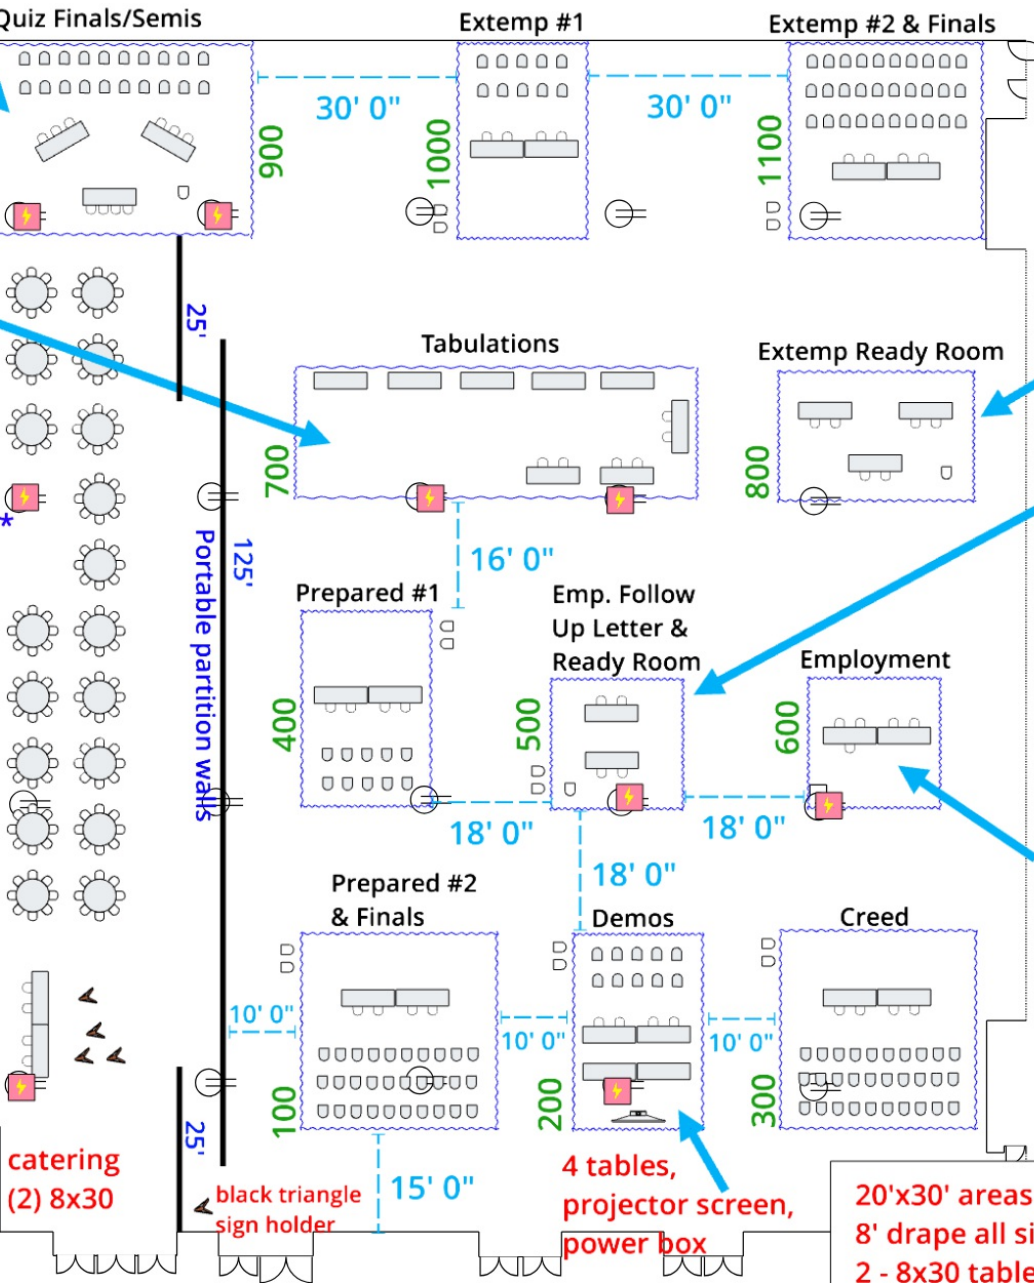 Quiz Finals/Semis
Extemp #1
Extemp #2 & Finals
30' 0"
30' 0"
900
1000
1100
25'
Tabulations
Extemp Ready Room
700
800
*
16' 0"
125'
Portable partition walls
Prepared #1
Emp. Follow
Up Letter &
Ready Room
Employment
400
500
600
18' 0"
18' 0"
18' 0"
Prepared #2
& Finals
Demos
Creed
10' 0"
10' 0"
10' 0"
100
200
300
25'
15' 0"
catering
(2) 8x30
black triangle
sign holder
4 tables,
projector screen,
power box
20'x30' areas
8' drape all si
2 - 8x30 table